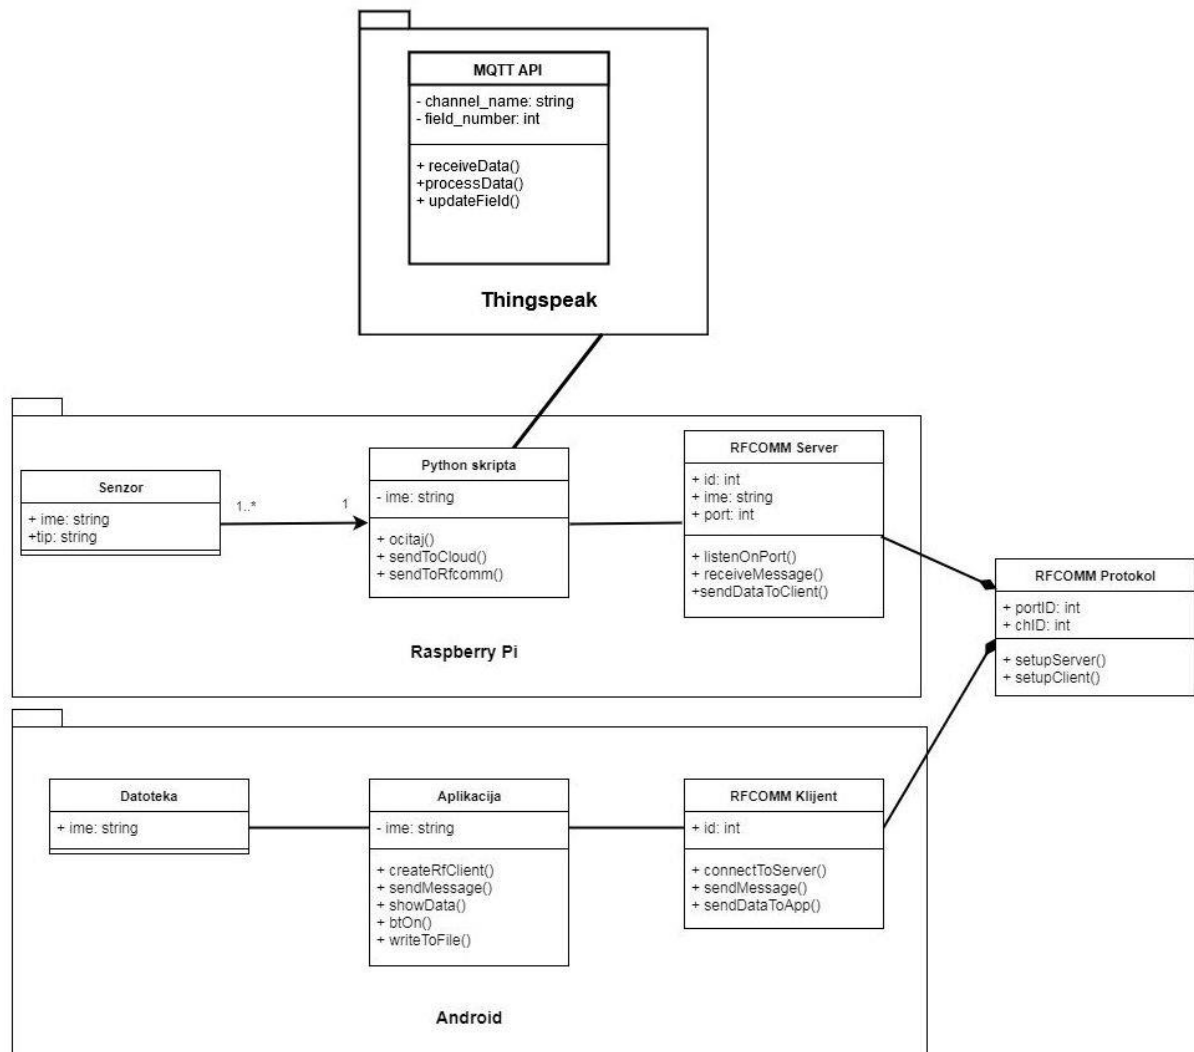 MQTT API
- channel_name: string
- field_number: int
+ receiveData()
+processData()
+ updateField()
Thingspeak
Senzor
+ ime: string
+tip: string
1..*
1
Python skripta
- ime: string
+ ocitaj()
+ sendToCloud()
+ sendToRfcomm()
RFCOMM Server
+ id: int
+ ime: string
+ port: int
+ listenOnPort()
+ receiveMessage()
+sendDataToClient()
Raspberry Pi
RFCOMM Protokol
+ portID: int
+ chID: int
+ setupServer()
+ setupClient()
Datoteka
+ ime: string
Aplikacija
- ime: string
+ createRfClient()
+ sendMessage()
+ showData()
+ btOn()
+ writeToFile()
RFCOMM Klijent
+ id: int
+ connectToServer()
+ sendMessage()
+ sendDataToApp()
Android